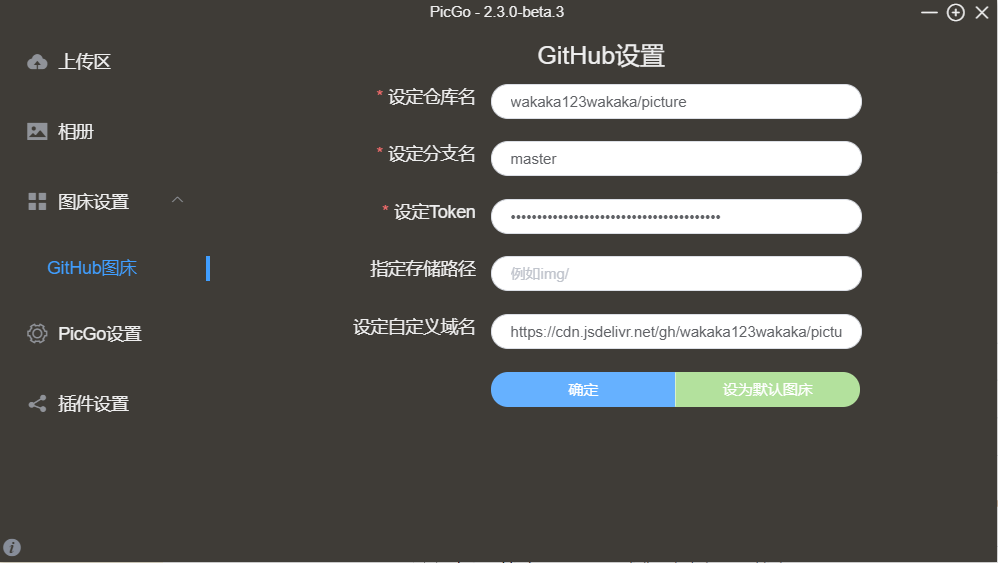 PicGo - 2.3.0-beta.3
上传区
相册
图床设置
GitHub图床
PicGo设置
插件设置
GitHub设置
* 设定仓库名
wakaka123wakaka/picture
* 设定分支名
master
* 设定Token
••••••••••••••••••••••••••••••••••••••••
指定存储路径
例如img/
设定自定义域名
https://cdn.jsdelivr.net/gh/wakaka123wakaka/pictu
确定
设为默认图床